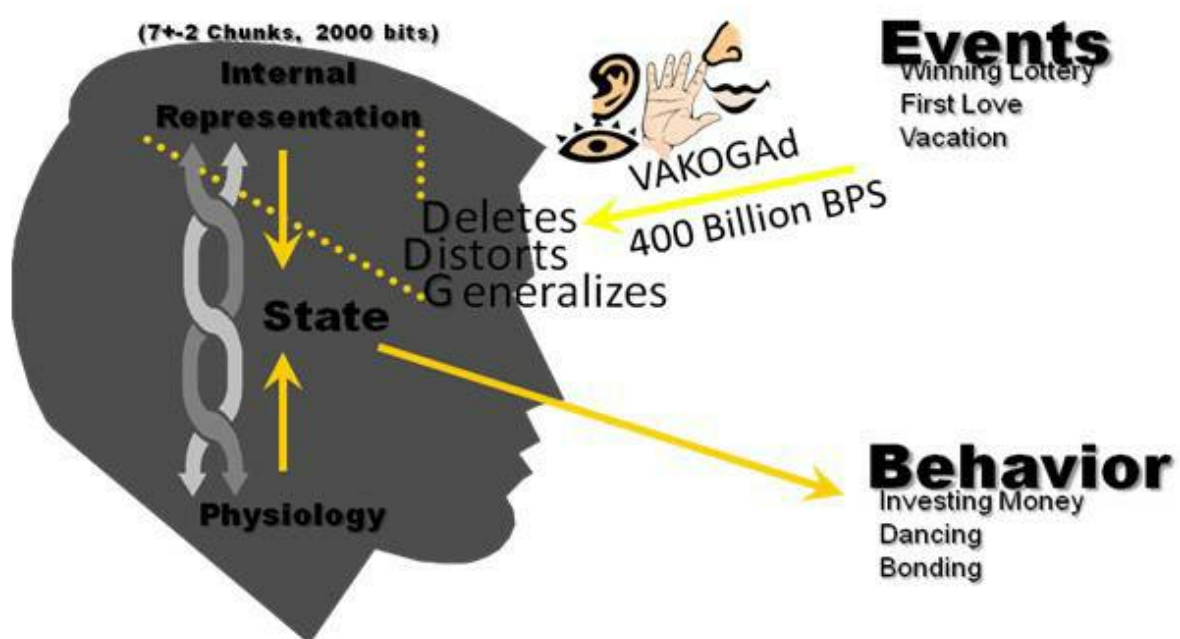 (7+-2 Chunks, 2000 bits)
Internal
Representation
State
Physiology
VAKOGAd
400 Billion BPS
Deletes
Distorts
Generalizes
Events
Winning Lottery
First Love
Vacation
Behavior
Investing Money
Dancing
Bonding